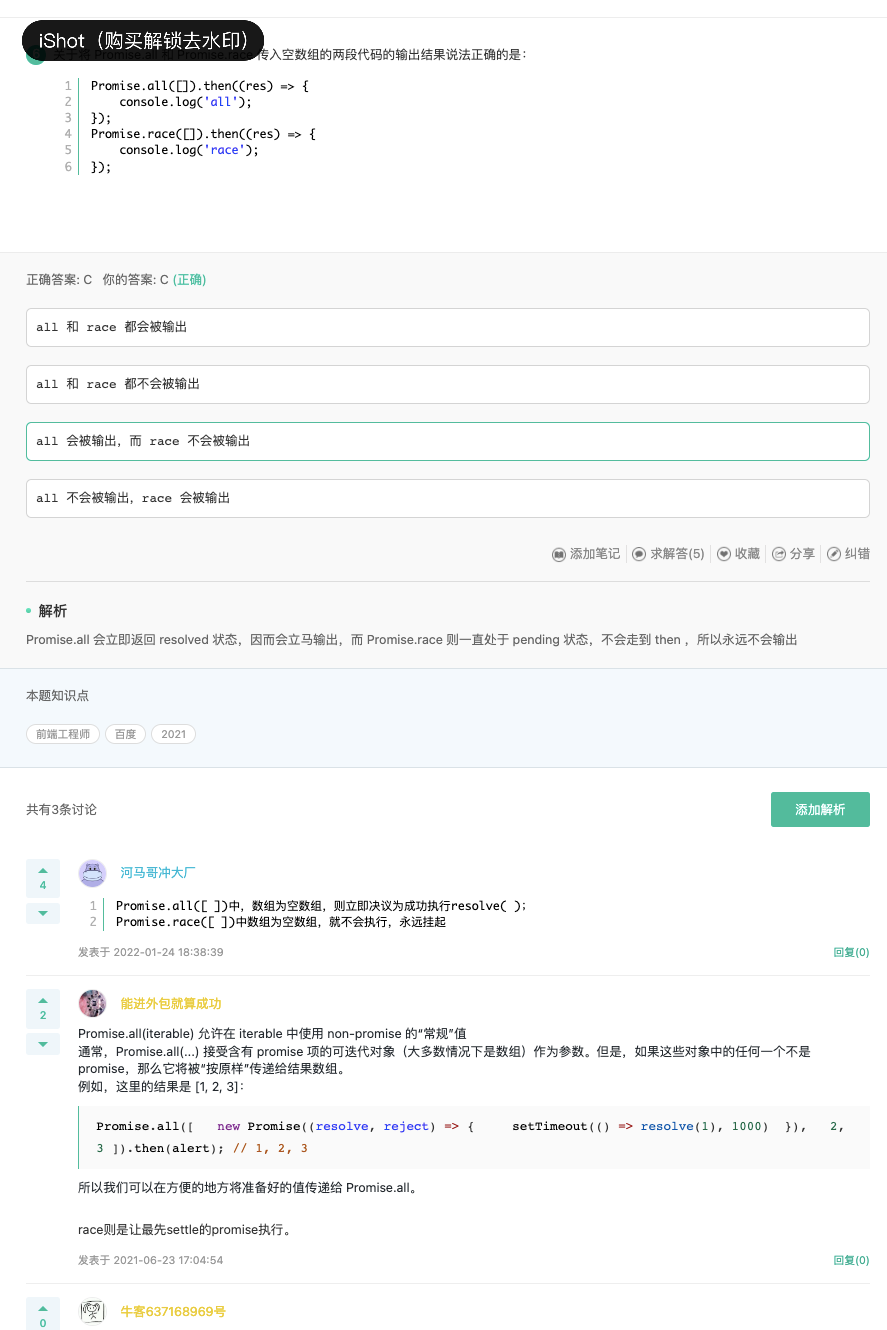 iShot（购买解锁去水印）
传入空数组的两段代码的输出结果说法正确的是：
1 Promise.all([]).then((res) => {
2 console.log('all');
3 });
4 Promise.race([]).then((res) => {
5 console.log('race');
6 });
正确答案: C 你的答案: C (正确)
all 和 race 都会被输出
all 和 race 都不会被输出
all 会被输出，而 race 不会被输出
all 不会被输出，race 会被输出
添加笔记 求解答(5) 收藏 分享 纠错
解析
Promise.all 会立即返回 resolved 状态，因而会立马输出，而 Promise.race 则一直处于 pending 状态，不会走到 then ，所以永远不会输出
本题知识点
前端工程师 百度 2021
共有3条讨论
添加解析
4
河马哥冲大厂
1 Promise.all([ ])中，数组为空数组，则立即决议为成功执行resolve( );
2 Promise.race([ ])中数组为空数组，就不会执行，永远挂起
发表于 2022-01-24 18:38:39 回复(0)
2
能进外包就算成功
Promise.all(iterable) 允许在 iterable 中使用 non-promise 的“常规”值
通常，Promise.all(...) 接受含有 promise 项的可迭代对象（大多数情况下是数组）作为参数。但是，如果这些对象中的任何一个不是
promise，那么它将被“按原样”传递给结果数组。
例如，这里的结果是 [1, 2, 3]：
Promise.all([ new Promise((resolve, reject) => { setTimeout(() => resolve(1), 1000) }), 2,
3 ]).then(alert); // 1, 2, 3
所以我们可以在方便的地方将准备好的值传递给 Promise.all。
race则是让最先settle的promise执行。
发表于 2021-06-23 17:04:54 回复(0)
0
牛客637168969号